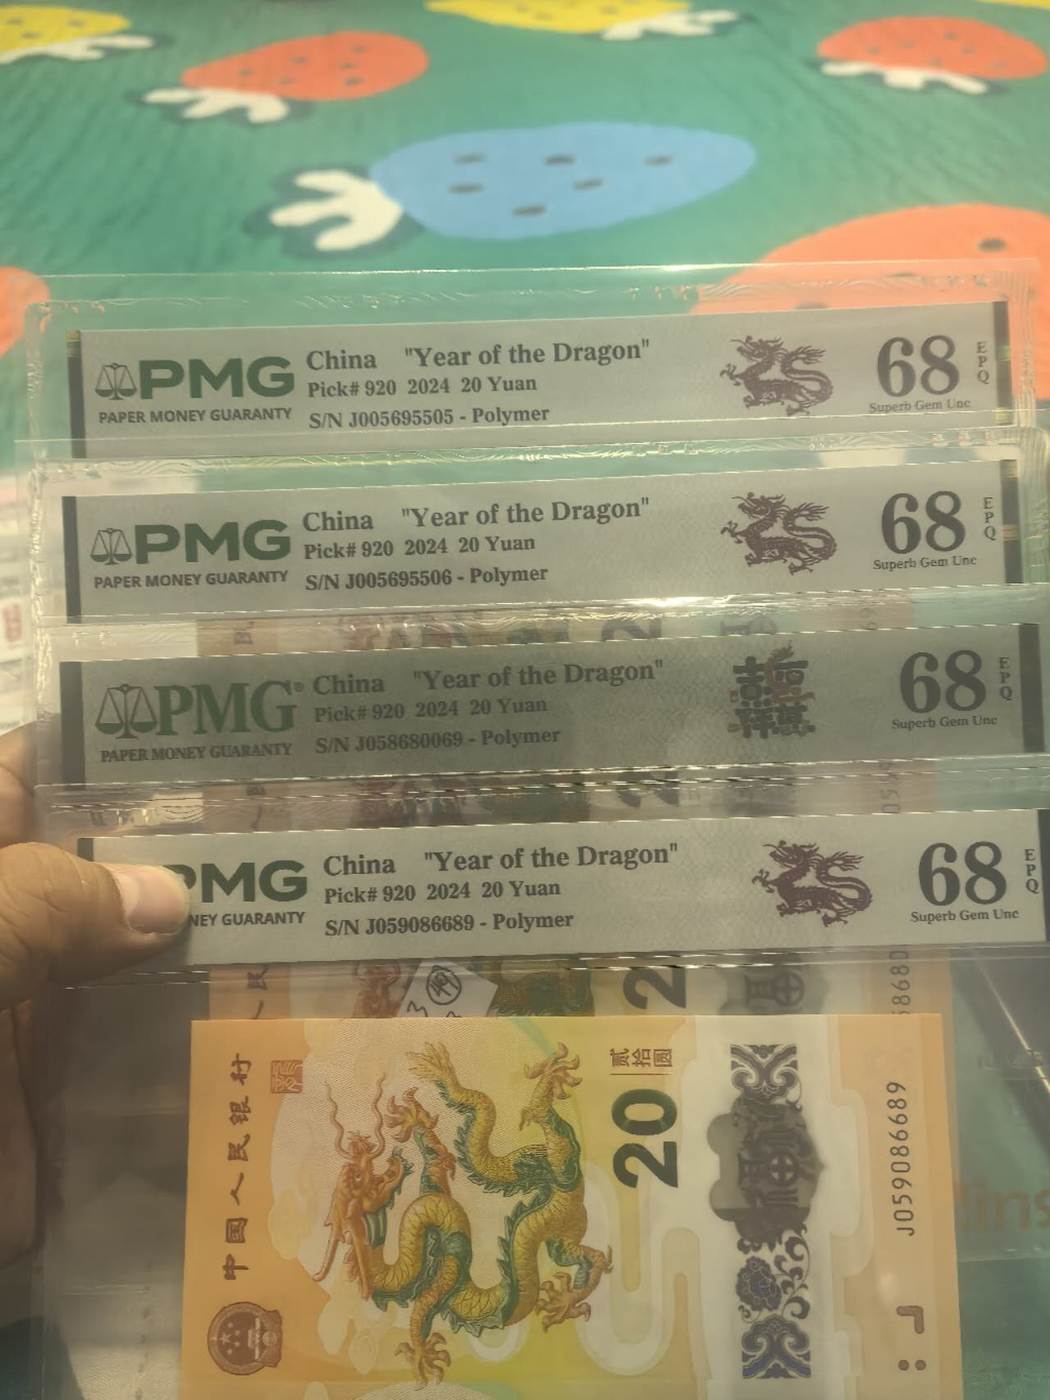 PMG
PAPER MONEY GUARANTY
China "Year of the Dragon"
Pick# 920 2024 20 Yuan
S/N J005695505 - Polymer
68
EPQ
Superb Gem Unc
PMG
PAPER MONEY GUARANTY
China "Year of the Dragon"
Pick# 920 2024 20 Yuan
S/N J005695506 - Polymer
68
EPQ
Superb Gem Unc
PMG®
PAPER MONEY GUARANTY
China "Year of the Dragon"
Pick# 920 2024 20 Yuan
S/N J058680069 - Polymer
68
EPQ
Superb Gem Unc
PMG
NEY GUARANTY
China "Year of the Dragon"
Pick# 920 2024 20 Yuan
S/N J059086689 - Polymer
68
EPQ
Superb Gem Unc
中国人民银行
贰拾圆
20
J059086689